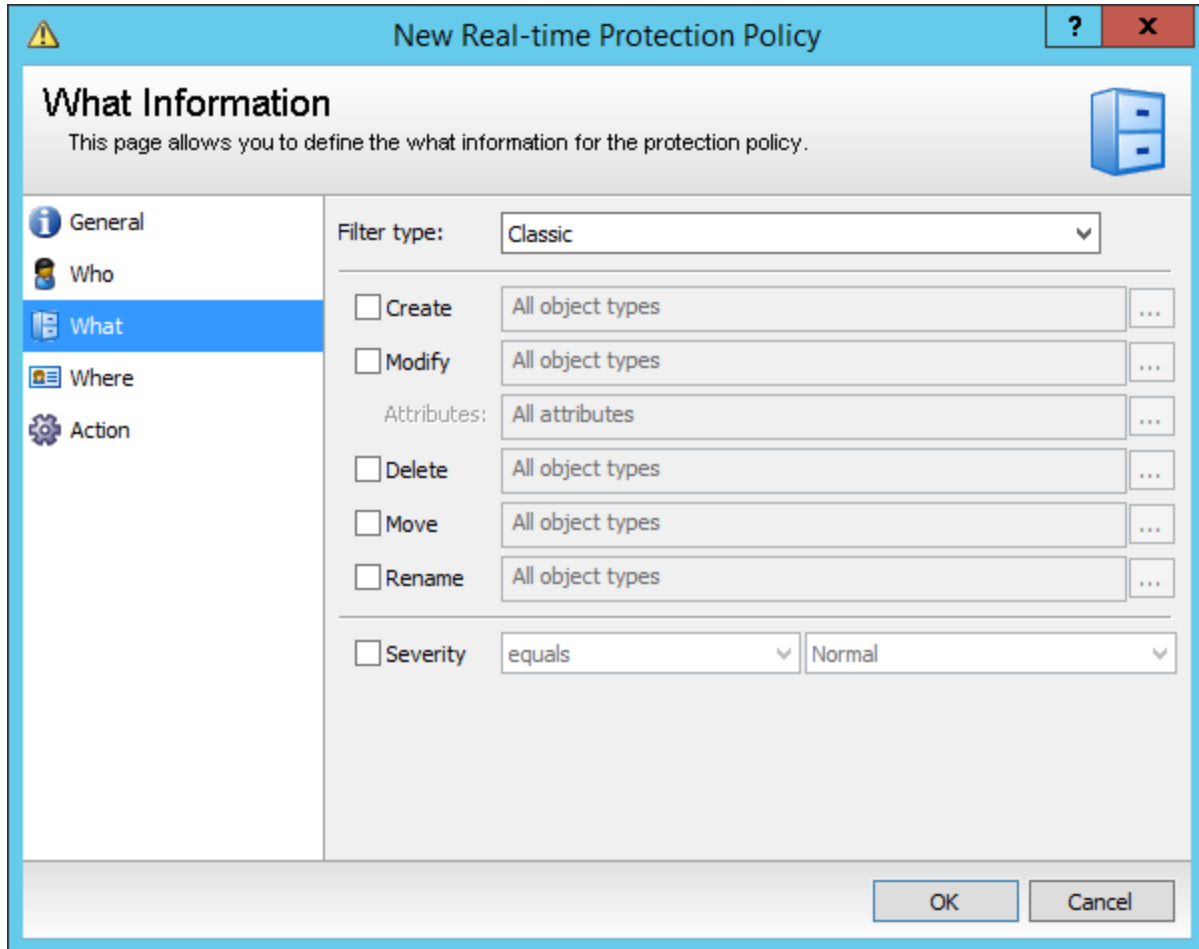 New Real-time Protection Policy
? x
What Information
This page allows you to define the what information for the protection policy.
General
Who
What
Where
Action
Filter type: Classic
Create All object types ...
Modify All object types ...
Attributes: All attributes ...
Delete All object types ...
Move All object types ...
Rename All object types ...
Severity equals Normal
OK Cancel